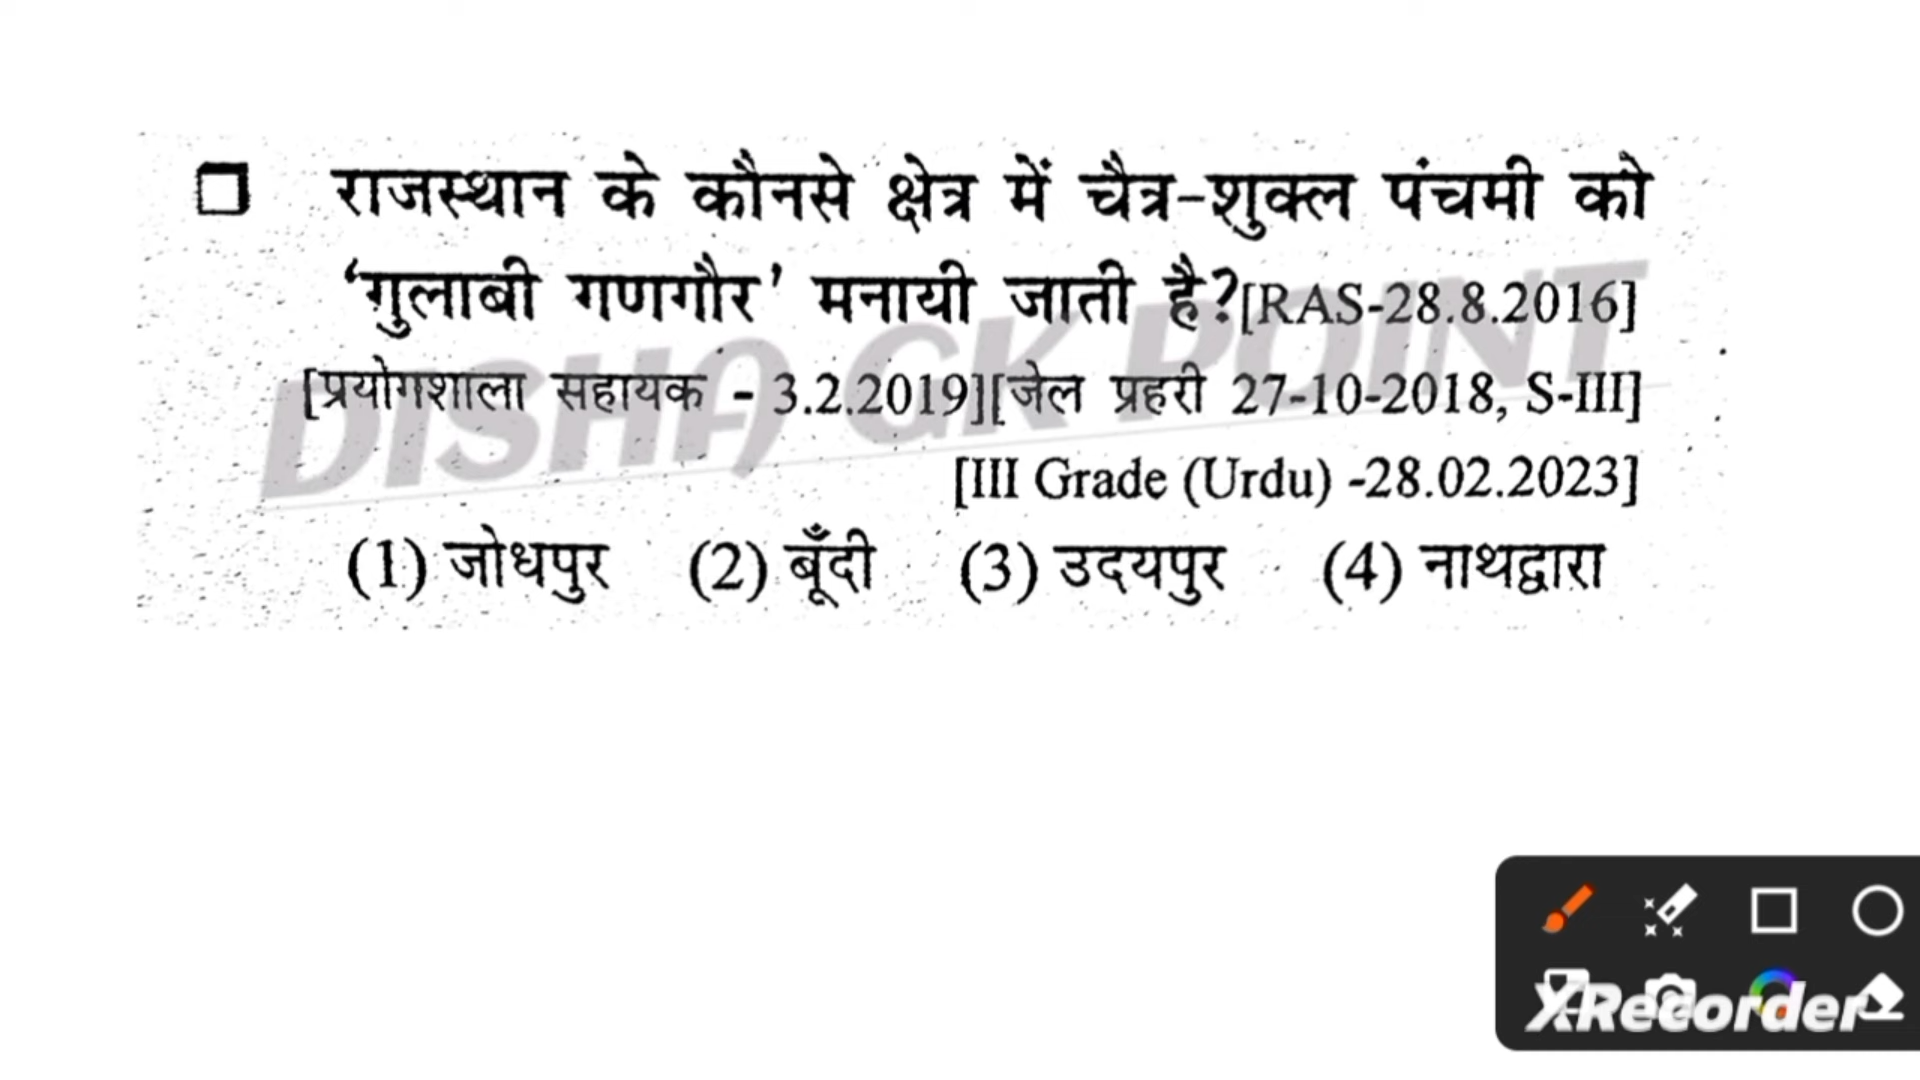 राजस्थान के कौनसे क्षेत्र में चैत्र-शुक्ल पंचमी को
‘गुलाबी गणगौर’ मनायी जाती है?[RAS-28.8.2016]
[प्रयोगशाला सहायक - 3.2.2019][जेल प्रहरी 27-10-2018, S-III]
[III Grade (Urdu) -28.02.2023]
(1) जोधपुर (2) बूँदी (3) उदयपुर (4) नाथद्वारा
DISHA GK POINT
XRecorder